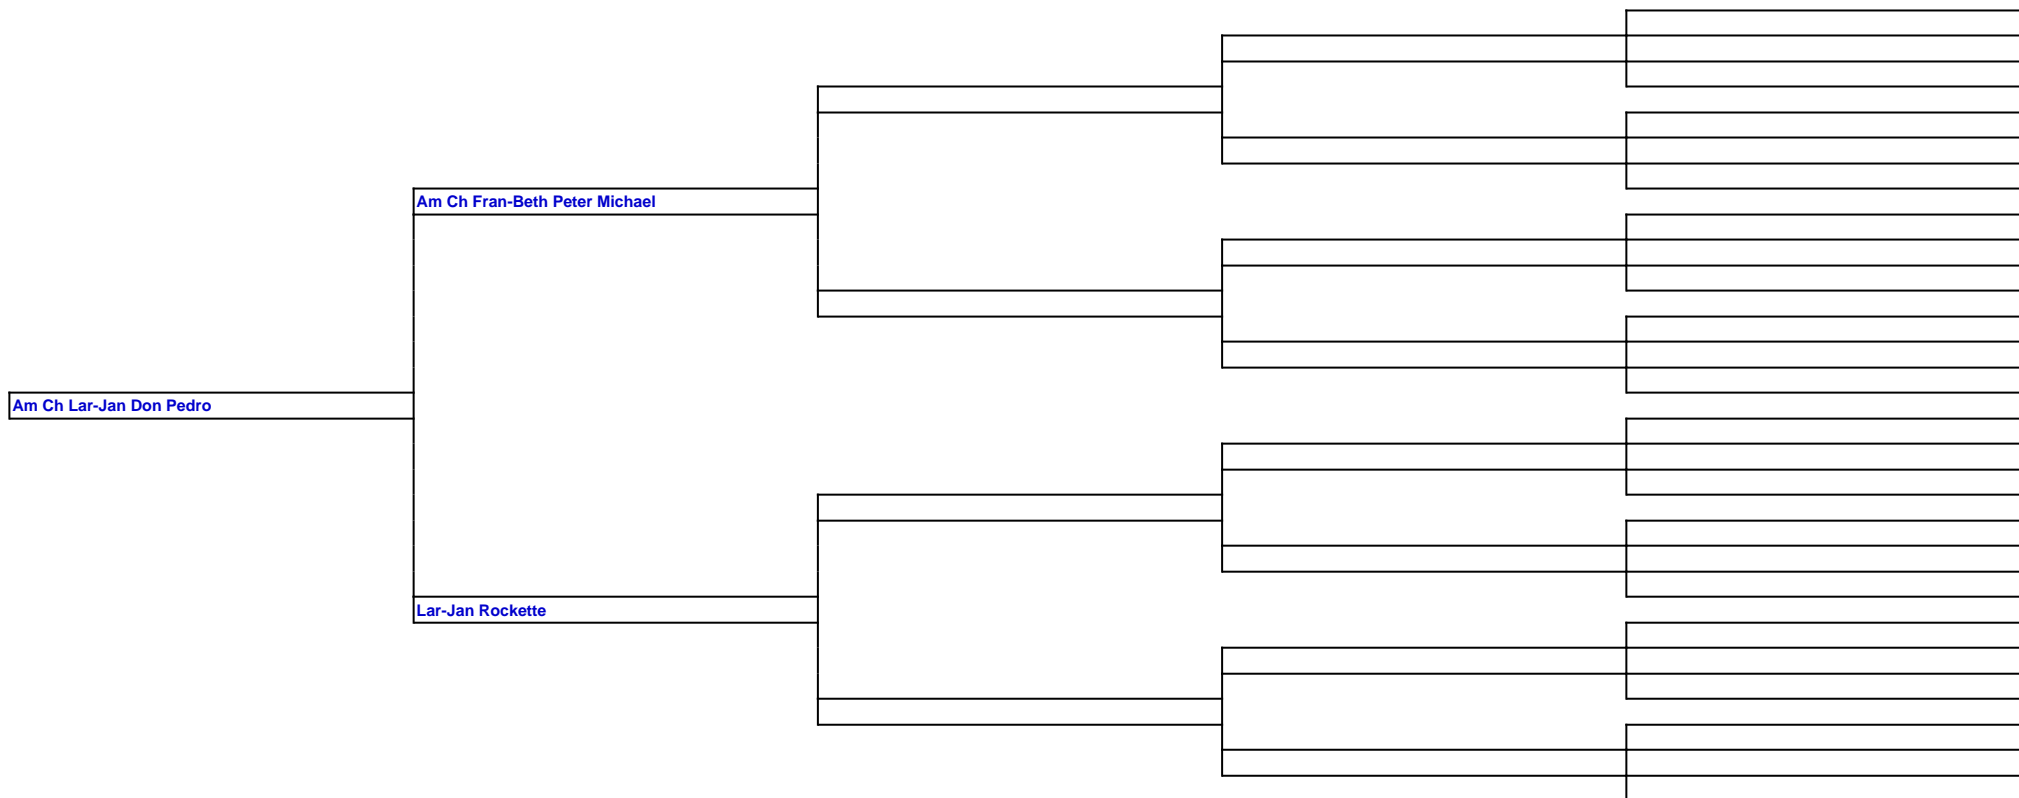 Am Ch Fran-Beth Peter Michael
Am Ch Lar-Jan Don Pedro
Lar-Jan Rockette